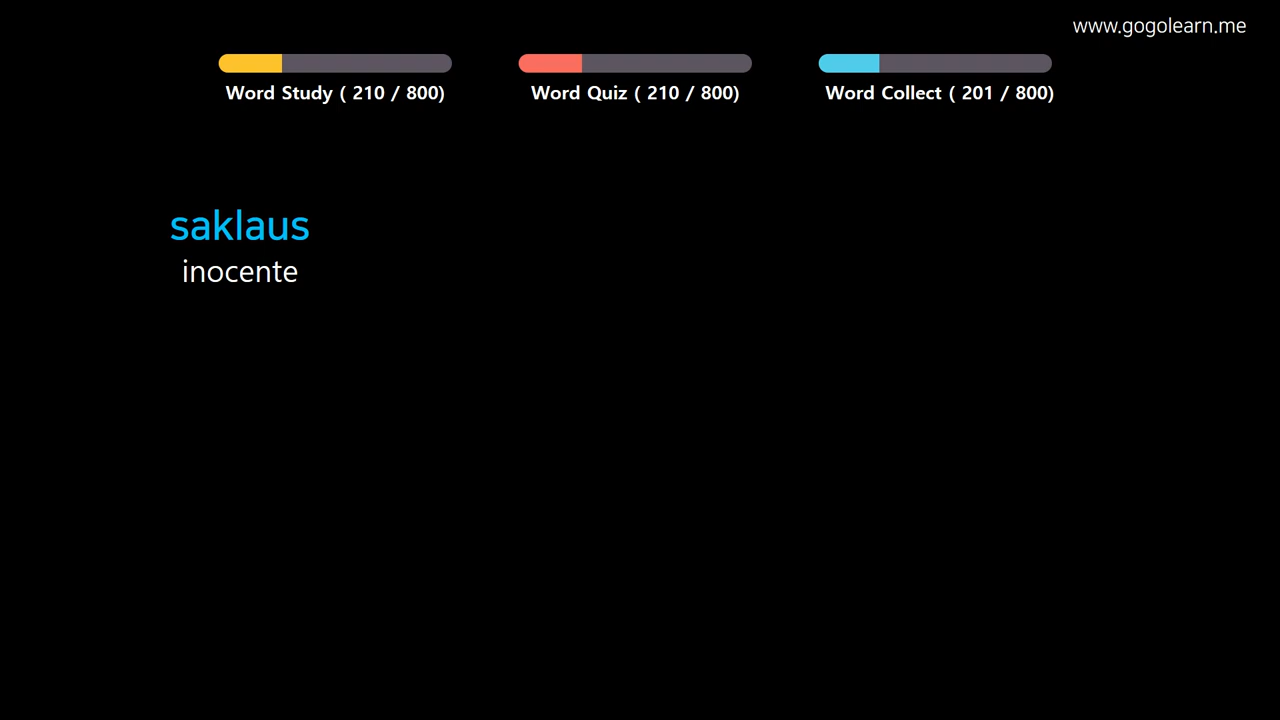 www.gogolearn.me
Word Study ( 210 / 800)
Word Quiz ( 210 / 800)
Word Collect ( 201 / 800)
saklaus
inocente